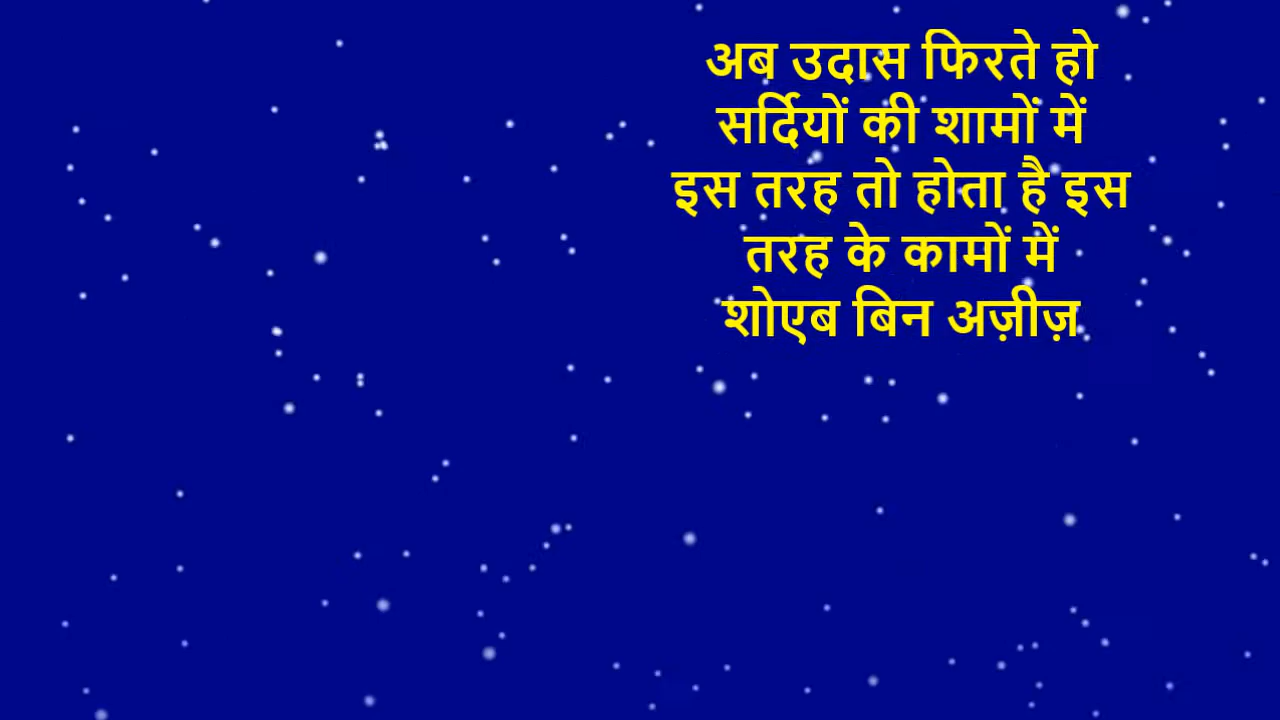 अब उदास फिरते हो
सर्दियों की शामों में
इस तरह तो होता है इस
तरह के कामों में
शोएब बिन अज़ीज़